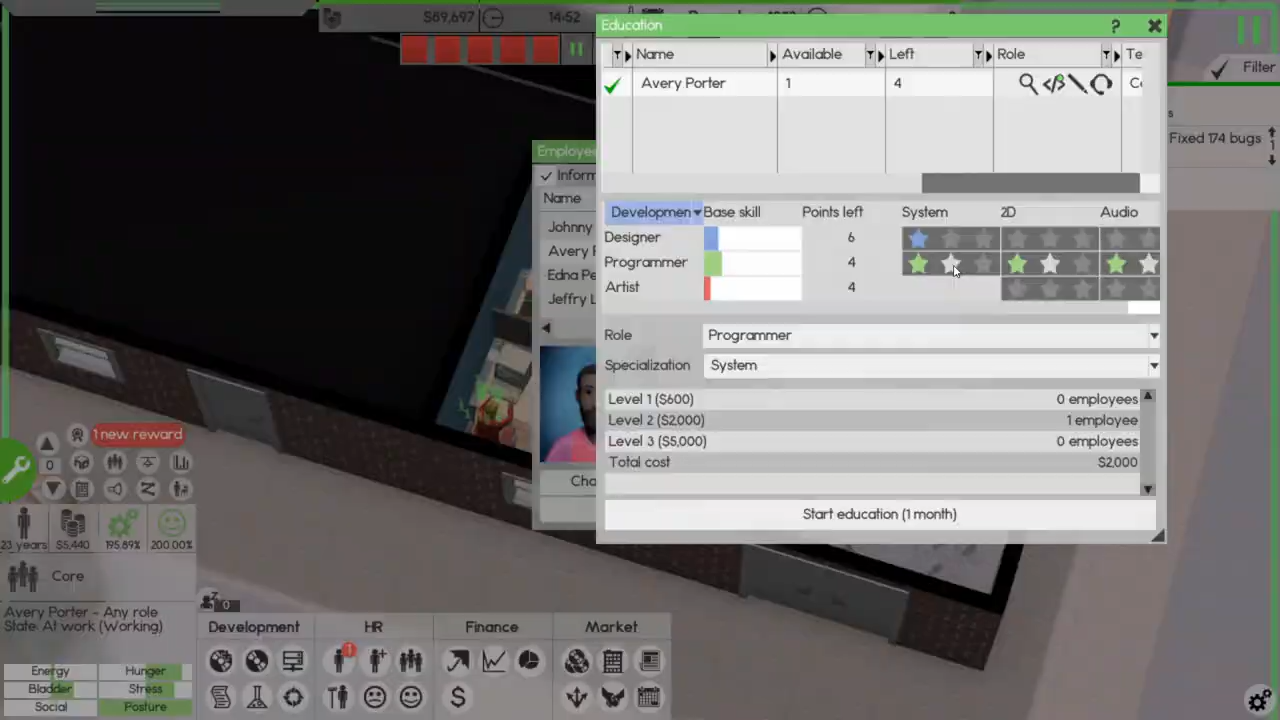 $69,697
14:52
Education
?
Filter
Name Available Left Role Te
Avery Porter 1 4
Fixed 174 bugs
Employee
Inform
Name
Johnny
Avery P
Edna Pe
Jeffry L
Developmen Base skill Points left System 2D Audio
Designer 6
Programmer 4
Artist 4
Role Programmer
Specialization System
Level 1 ($600) 0 employees
Level 2 ($2,000) 1 employee
Level 3 ($5,000) 0 employees
Total cost $2,000
Cha
Start education (1 month)
1 new reward
0
23 years $5,440 195.89% 200.00%
Core
Avery Porter - Any role
State: At work (Working)
Energy Hunger
Bladder Stress
Social Posture
0
Development HR Finance Market
1